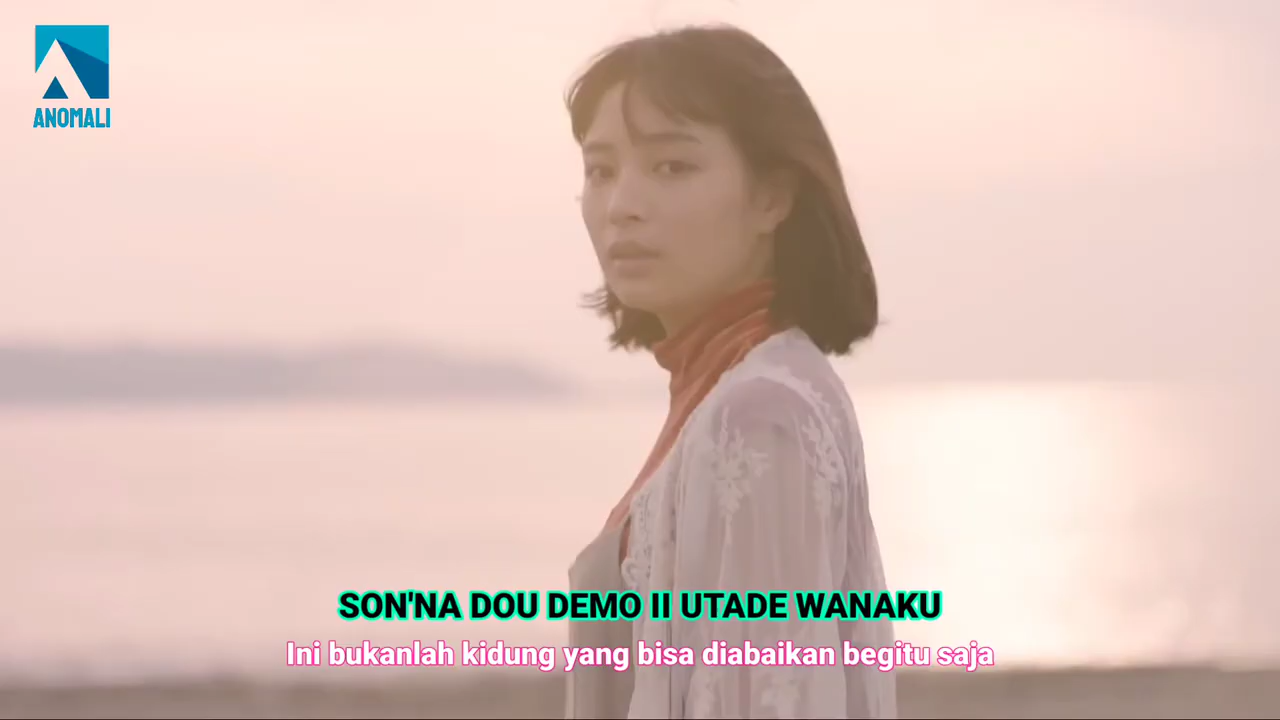 ANOMALI
SON'NA DOU DEMO II UTADE WANAKU
Ini bukanlah kidung yang bisa diabaikan begitu saja